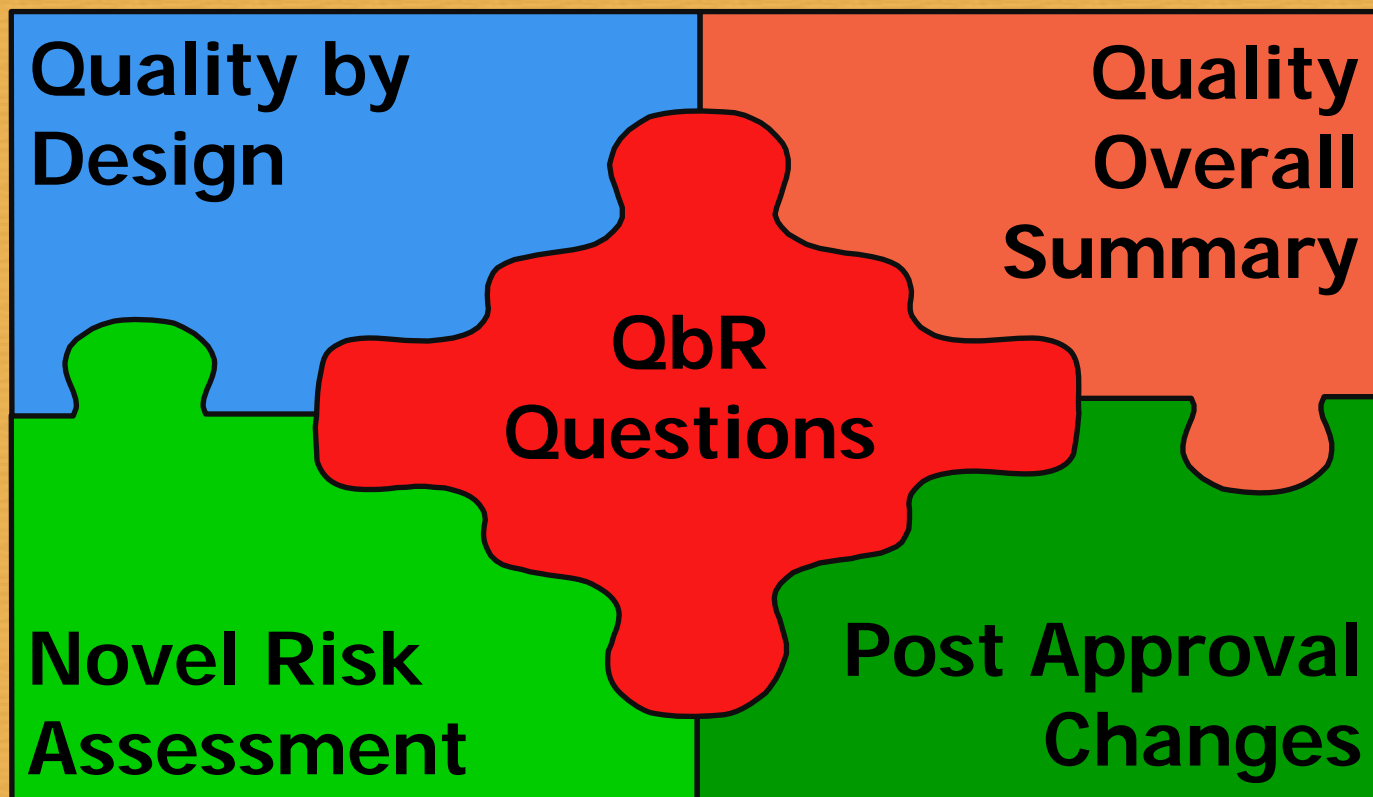 Quality by
Design
Quality
Overall
Summary
QbR
Questions
Novel Risk
Assessment
Post Approval
Changes